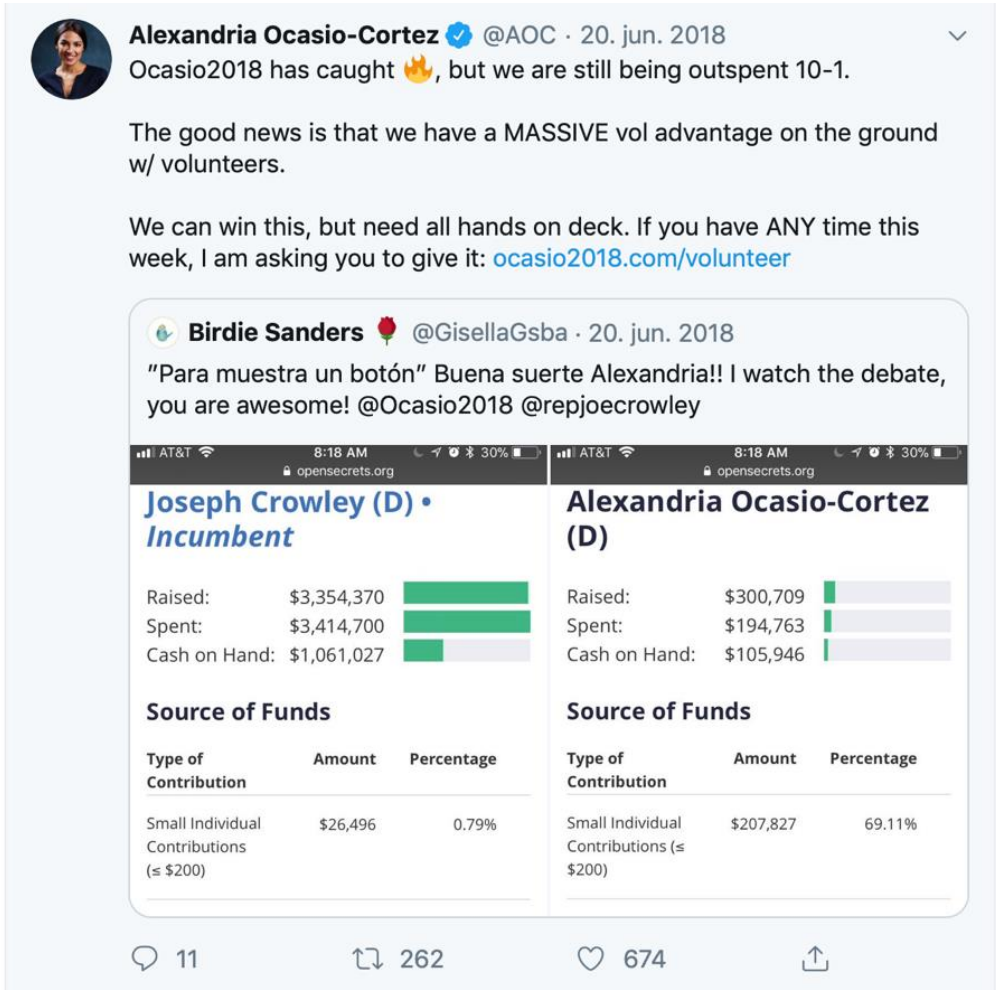 Alexandria Ocasio-Cortez @AOC · 20. jun. 2018
Ocasio2018 has caught 🔥, but we are still being outspent 10-1.
The good news is that we have a MASSIVE vol advantage on the ground
w/ volunteers.
We can win this, but need all hands on deck. If you have ANY time this
week, I am asking you to give it: ocasio2018.com/volunteer
Birdie Sanders 🌹 @GisellaGsba · 20. jun. 2018
"Para muestra un botón" Buena suerte Alexandria!! I watch the debate,
you are awesome! @Ocasio2018 @repjoecrowley
AT&T 8:18 AM 30%
opensecrets.org
Joseph Crowley (D) •
Incumbent
Raised: $3,354,370
Spent: $3,414,700
Cash on Hand: $1,061,027
Source of Funds
Type of Amount Percentage
Contribution
Small Individual $26,496 0.79%
Contributions
(≤ $200)
AT&T 8:18 AM 30%
opensecrets.org
Alexandria Ocasio-Cortez
(D)
Raised: $300,709
Spent: $194,763
Cash on Hand: $105,946
Source of Funds
Type of Amount Percentage
Contribution
Small Individual $207,827 69.11%
Contributions (≤
$200)
11 262 674